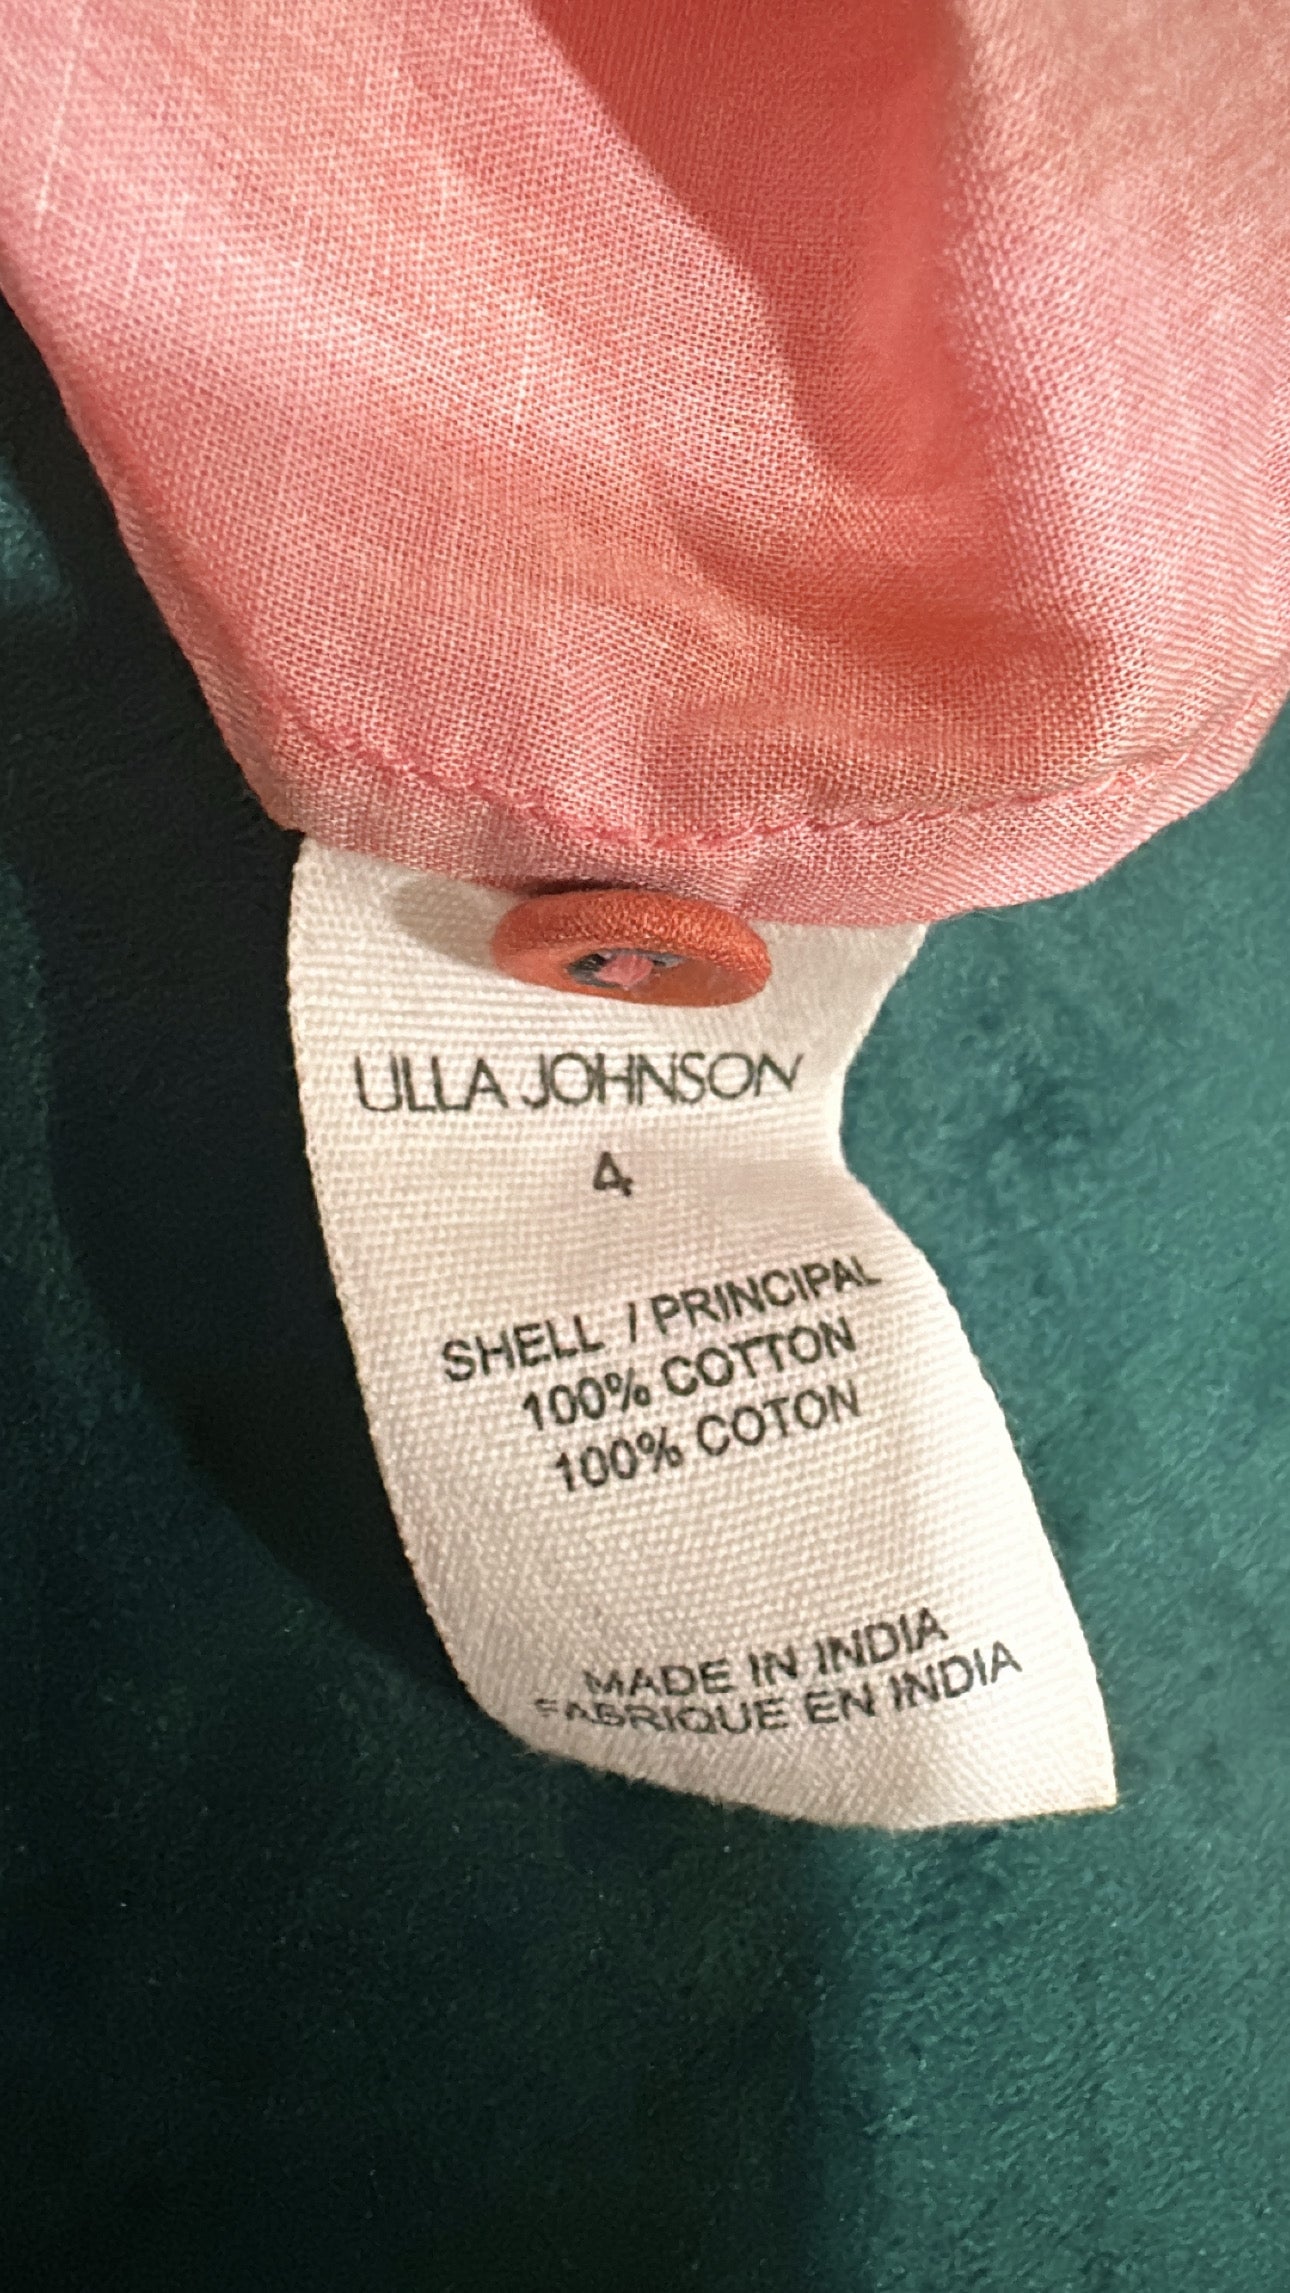 ULLA JOHNSON
4
SHELL / PRINCIPAL
100% COTTON
100% COTON
MADE IN INDIA
FABRIQUE EN INDIA